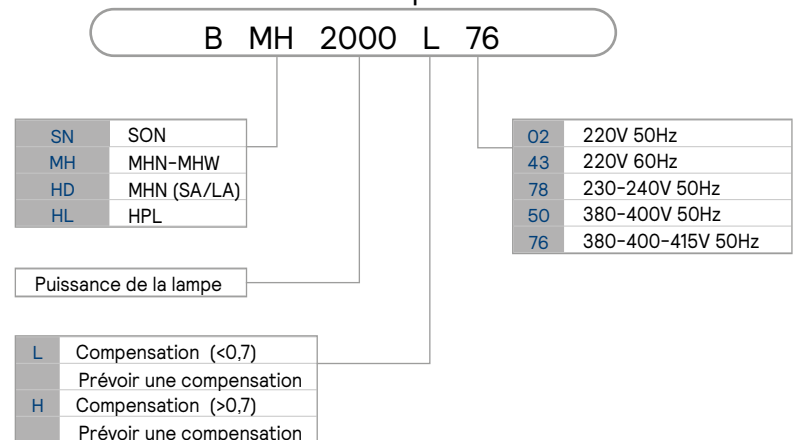 B MH 2000 L 76
SN SON
MH MHN-MHW
HD MHN (SA/LA)
HL HPL
02 220V 50Hz
43 220V 60Hz
78 230-240V 50Hz
50 380-400V 50Hz
76 380-400-415V 50Hz
Puissance de la lampe
L Compensation (<0,7)
Prévoir une compensation
H Compensation (>0,7)
Prévoir une compensation